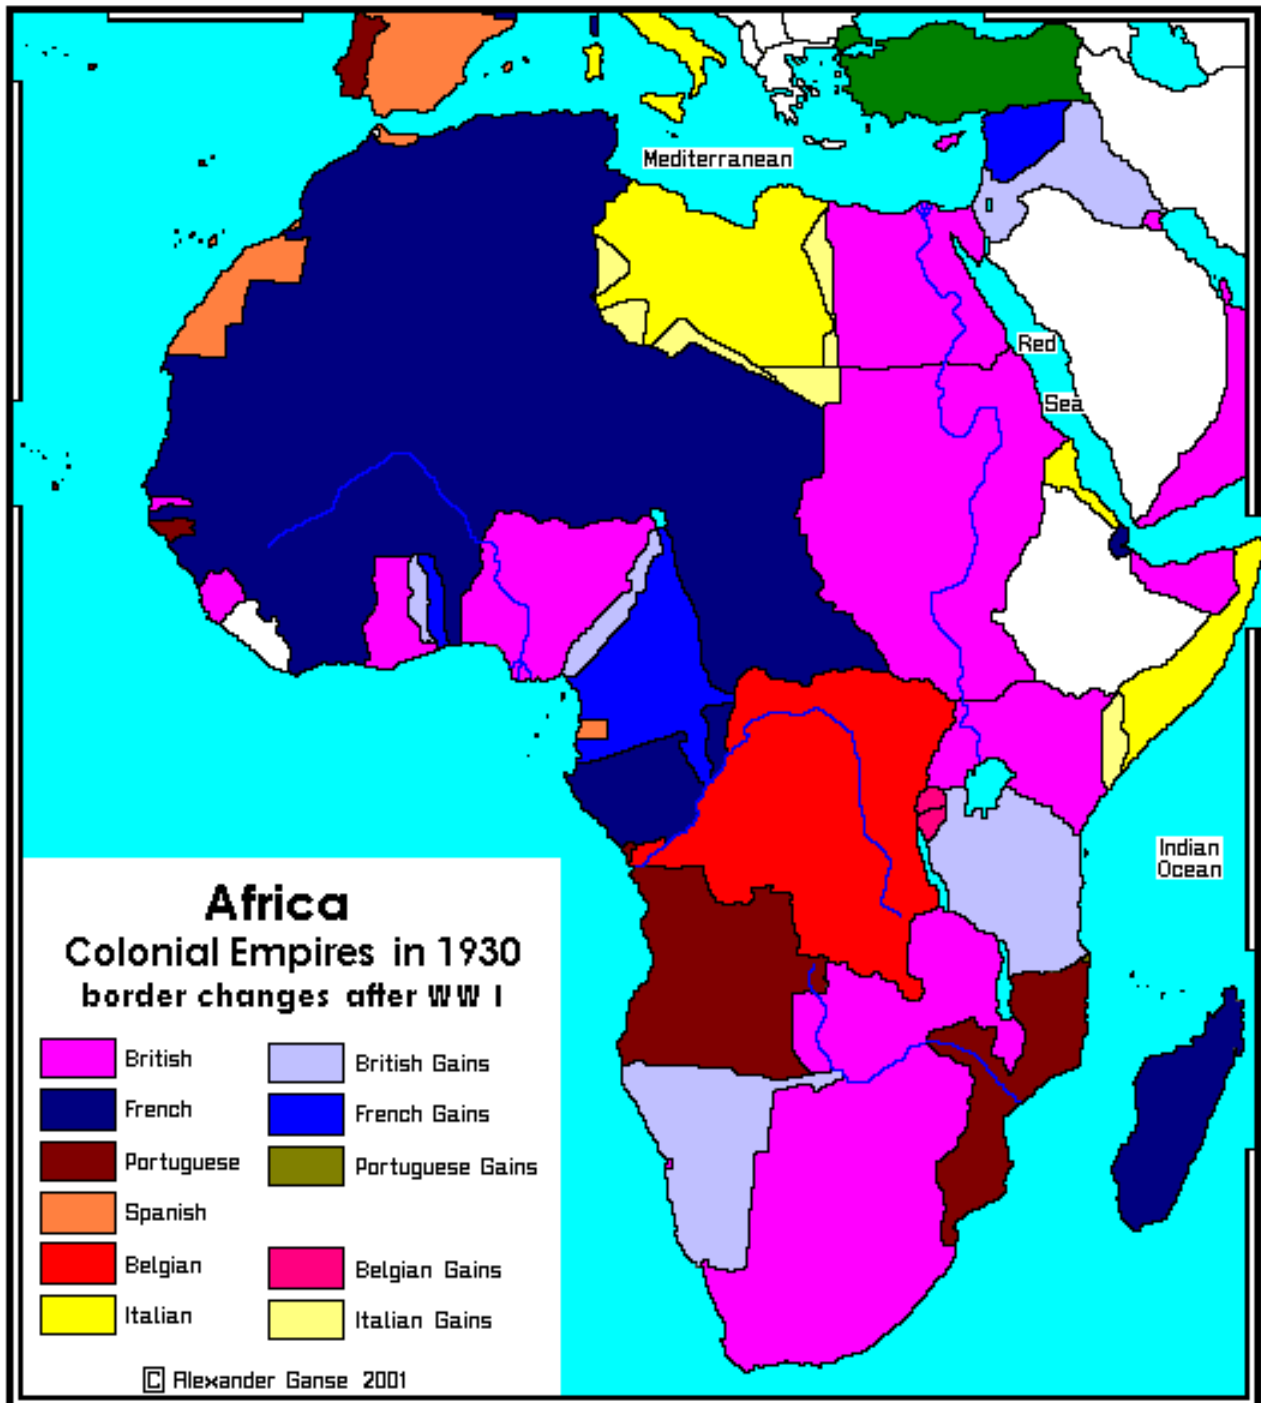 Mediterranean
Red
Sea
Indian
Ocean
Africa
Colonial Empires in 1930
border changes after WW I
British
British Gains
French
French Gains
Portuguese
Portuguese Gains
Spanish
Belgian
Belgian Gains
Italian
Italian Gains
C Alexander Ganse 2001